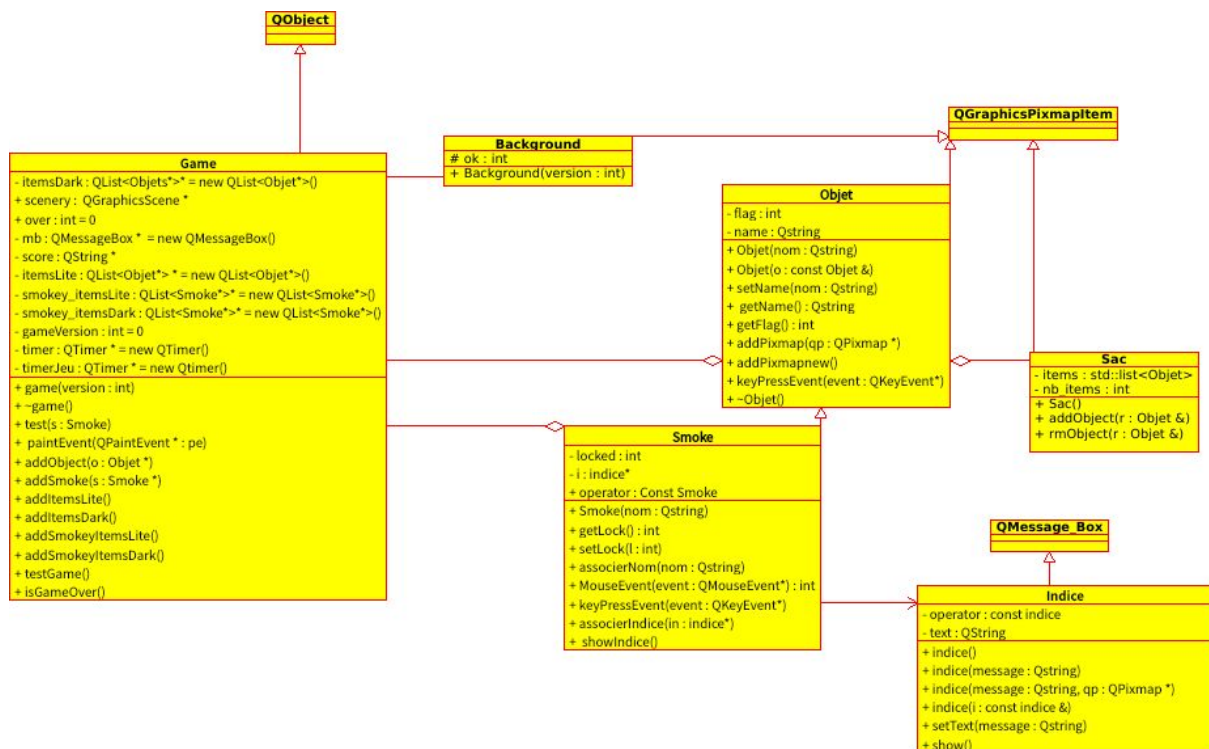 QObject
QGraphicsPixmapItem
Background
# ok : int
+ Background(version : int)
Game
- itemsDark : QList<Objets*>* = new QList<Objet*>()
+ scenery : QGraphicsScene *
+ over : int = 0
- mb : QMessageBox * = new QMessageBox()
- score : QString *
- itemsLite : QList<Objet*> * = new QList<Objet*>()
- smokey_itemsLite : QList<Smoke*>* = new QList<Smoke*>()
- smokey_itemsDark : QList<Smoke*>* = new QList<Smoke*>()
- gameVersion : int = 0
- timer : QTimer * = new QTimer()
- timerJeu : QTimer * = new Qtimer()
+ game(version : int)
+ ~game()
+ test(s : Smoke)
+ paintEvent(QPaintEvent * : pe)
+ addObject(o : Objet *)
+ addSmoke(s : Smoke *)
+ addItemsLite()
+ addItemsDark()
+ addSmokeyItemsLite()
+ addSmokeyItemsDark()
+ testGame()
+ isGameOver()
Objet
- flag : int
- name : Qstring
+ Objet(nom : Qstring)
+ Objet(o : const Objet &)
+ setName(nom : Qstring)
+ getName() : Qstring
+ getFlag() : int
+ addPixmap(qp : QPixmap *)
+ addPixmapnew()
+ keyPressEvent(event : QKeyEvent*)
+ ~Objet()
Sac
- items : std::list<Objet>
- nb_items : int
+ Sac()
+ addObject(r : Objet &)
+ rmObject(r : Objet &)
Smoke
- locked : int
- i : indice*
+ operator : Const Smoke
+ Smoke(nom : Qstring)
+ getLock() : int
+ setLock(l : int)
+ associerNom(nom : Qstring)
+ MouseEvent(event : QMouseEvent*) : int
+ keyPressEvent(event : QKeyEvent*)
+ associerIndice(in : indice*)
+ showIndice()
QMessage_Box
Indice
- operator : const indice
- text : QString
+ indice()
+ indice(message : Qstring)
+ indice(message : Qstring, qp : QPixmap *)
+ indice(i : const indice &)
+ setText(message : Qstring)
+ show()